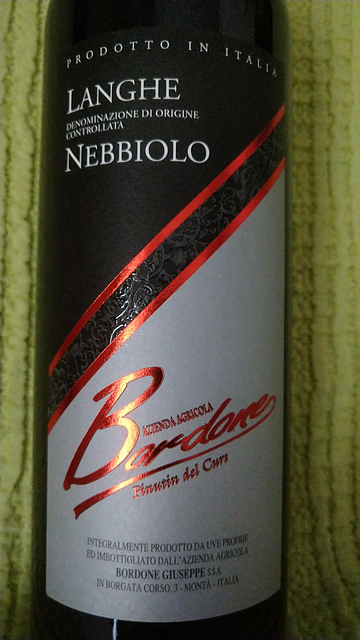 PRODOTTO IN ITALIA
LANGHE
DENOMINAZIONE DI ORIGINE
CONTROLLATA
NEBBIOLO
AZIENDA AGRICOLA
Bordone
Pinutin del Curs
INTEGRALMENTE PRODOTTO DA UVE PROPRIE
ED IMBOTTIGLIATO DALL'AZIENDA AGRICOLA
BORDONE GIUSEPPE S.S.A.
IN BORGATA CORSO, 3 - MONTÀ - ITALIA